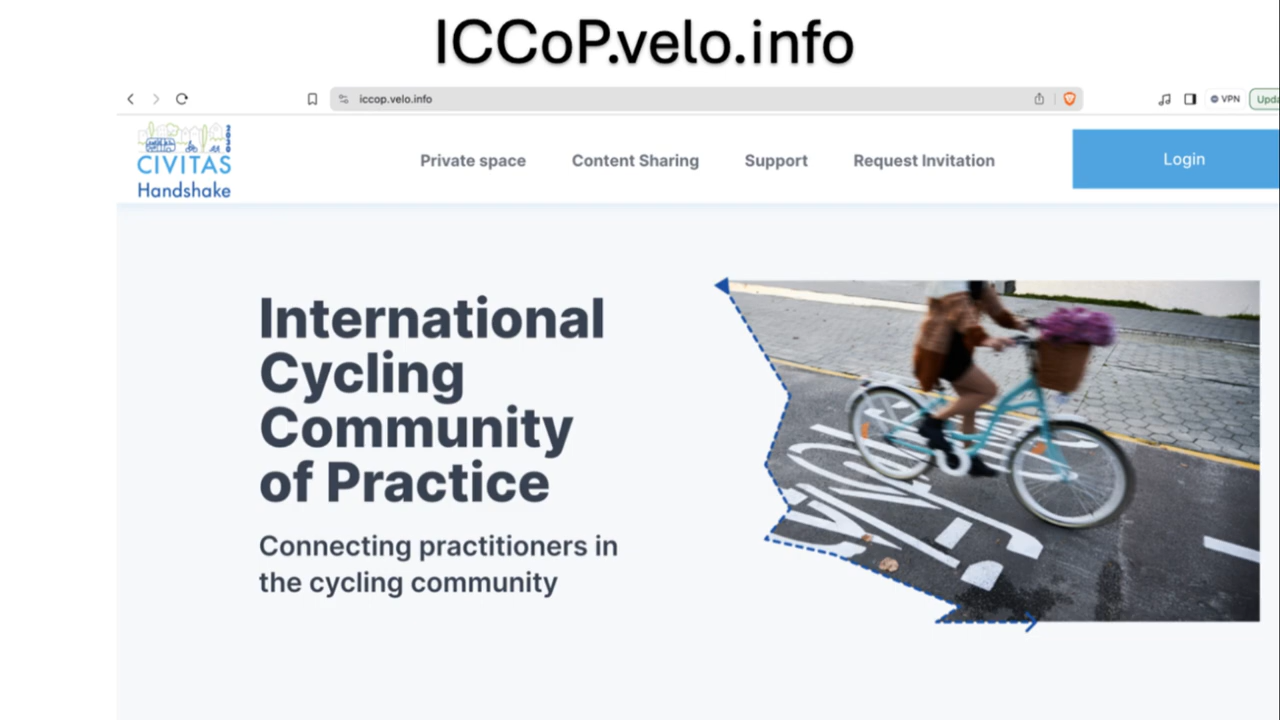 ICCoP.velo.info
iccop.velo.info
VPN
CIVITAS
Handshake
Private space
Content Sharing
Support
Request Invitation
Login
International
Cycling
Community
of Practice
Connecting practitioners in
the cycling community